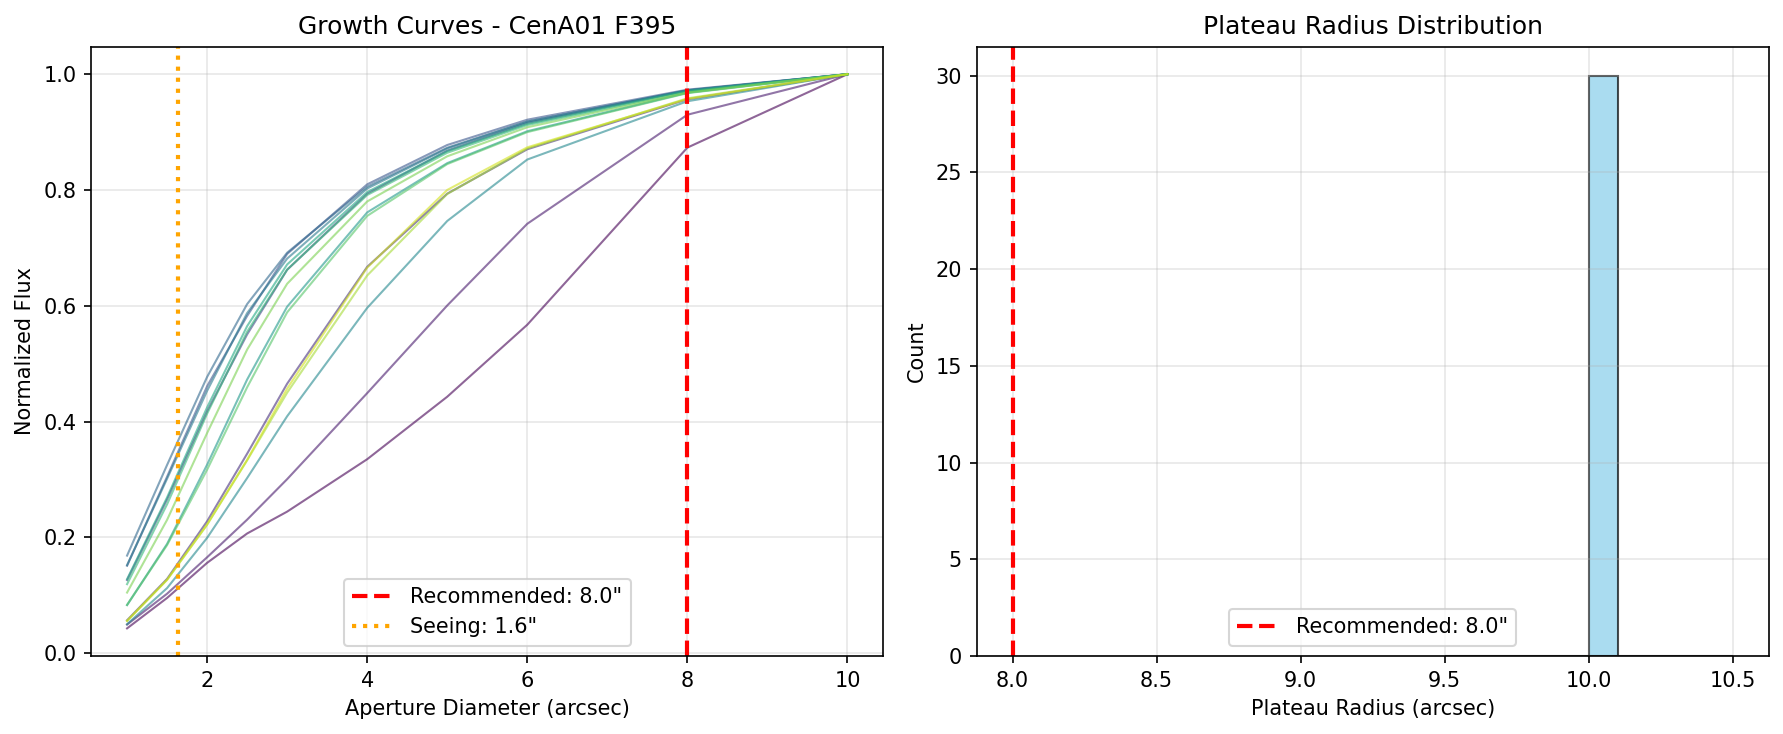 Growth Curves - CenA01 F395
Normalized Flux
1.0
0.8
0.6
0.4
0.2
0.0
Recommended: 8.0"
Seeing: 1.6"
2 4 6 8 10
Aperture Diameter (arcsec)
Plateau Radius Distribution
Count
30
25
20
15
10
5
0
Recommended: 8.0"
8.0 8.5 9.0 9.5 10.0 10.5
Plateau Radius (arcsec)